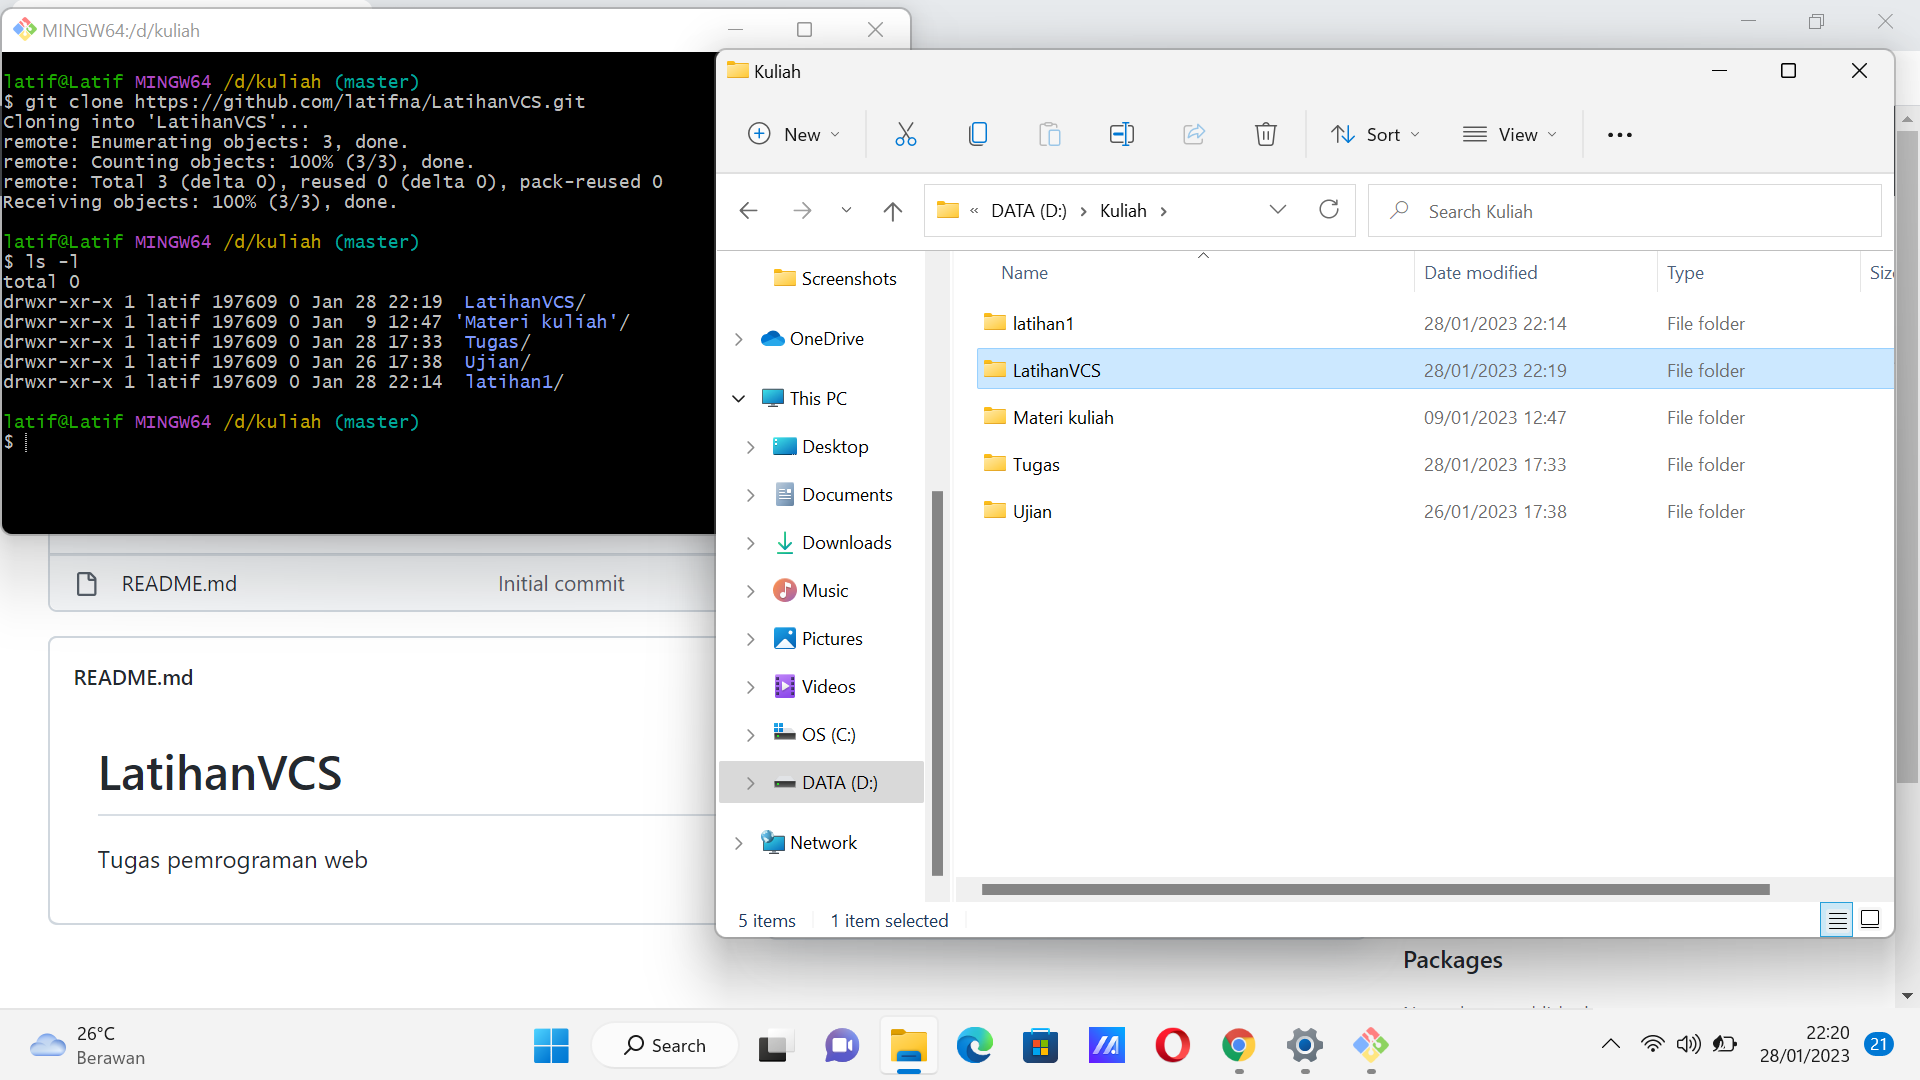 MINGW64:/d/kuliah
latif@Latif MINGW64 /d/kuliah (master)
$ git clone https://github.com/latifna/LatihanVCS.git
Cloning into 'LatihanVCS'...
remote: Enumerating objects: 3, done.
remote: Counting objects: 100% (3/3), done.
remote: Total 3 (delta 0), reused 0 (delta 0), pack-reused 0
Receiving objects: 100% (3/3), done.
latif@Latif MINGW64 /d/kuliah (master)
$ ls -l
total 0
drwxr-xr-x 1 latif 197609 0 Jan 28 22:19  LatihanVCS/
drwxr-xr-x 1 latif 197609 0 Jan  9 12:47 'Materi kuliah'/
drwxr-xr-x 1 latif 197609 0 Jan 28 17:33  Tugas/
drwxr-xr-x 1 latif 197609 0 Jan 26 17:38  Ujian/
drwxr-xr-x 1 latif 197609 0 Jan 28 22:14  latihan1/
latif@Latif MINGW64 /d/kuliah (master)
$
README.md Initial commit
README.md
LatihanVCS
Tugas pemrograman web
Kuliah
New Sort View
« DATA (D:) › Kuliah › Search Kuliah
Screenshots
OneDrive
This PC
Desktop
Documents
Downloads
Music
Pictures
Videos
OS (C:)
DATA (D:)
Network
Name Date modified Type
latihan1 28/01/2023 22:14 File folder
LatihanVCS 28/01/2023 22:19 File folder
Materi kuliah 09/01/2023 12:47 File folder
Tugas 28/01/2023 17:33 File folder
Ujian 26/01/2023 17:38 File folder
5 items 1 item selected
Packages
26°C
Berawan
Search
22:20
28/01/2023
21